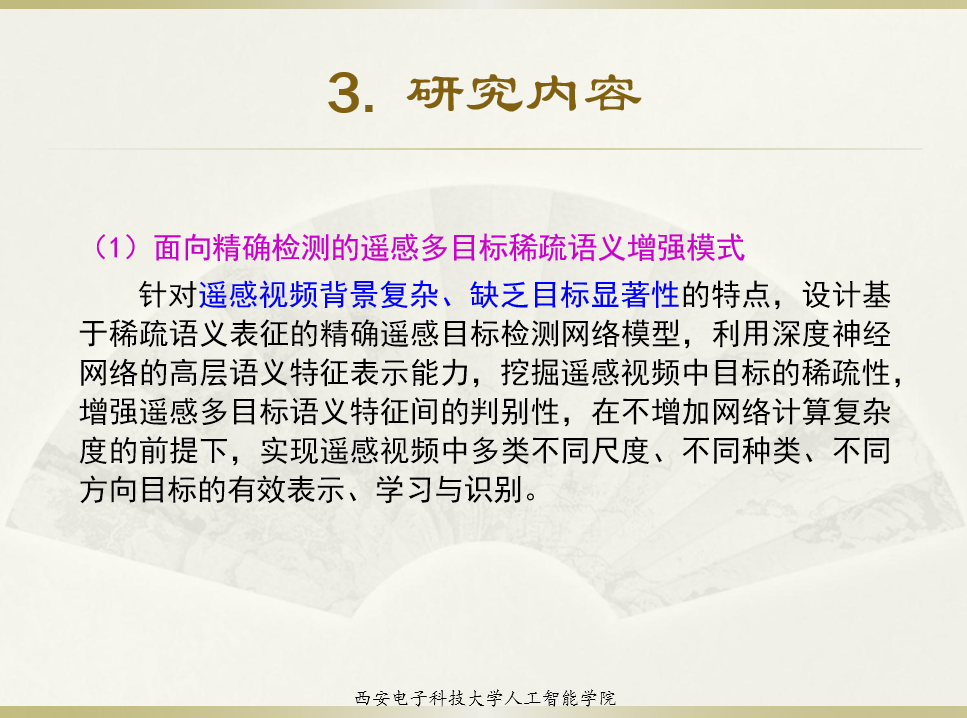 3. 研究内容
（1）面向精确检测的遥感多目标稀疏语义增强模式
针对遥感视频背景复杂、缺乏目标显著性的特点，设计基
于稀疏语义表征的精确遥感目标检测网络模型，利用深度神经
网络的高层语义特征表示能力，挖掘遥感视频中目标的稀疏性，
增强遥感多目标语义特征间的判别性，在不增加网络计算复杂
度的前提下，实现遥感视频中多类不同尺度、不同种类、不同
方向目标的有效表示、学习与识别。
西安电子科技大学人工智能学院